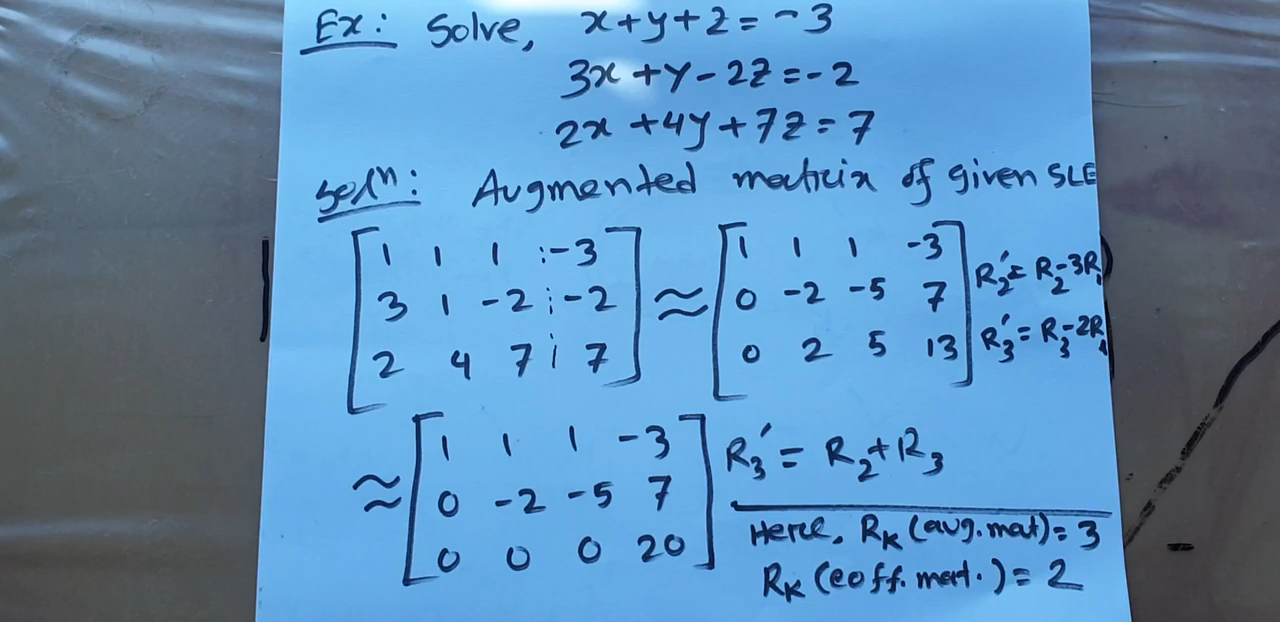 Ex: Solve, x+y+z=-3
3x+y-2z=-2
2x+4y+7z=7
Solⁿ: Augmented matrix of given SLE
[1 1 1 ⋮ -3] ≈ [1 1 1 -3]
[3 1 -2 ⋮ -2] [0 -2 -5 7] R₂′= R₂-3R₁
[2 4 7 ⋮ 7] [0 2 5 13] R₃′= R₃-2R₁
≈ [1 1 1 -3] R₃′= R₂+R₃
[0 -2 -5 7]
[0 0 0 20]
Here, Rₖ (aug. mat)= 3
Rₖ (coff. mat.)= 2